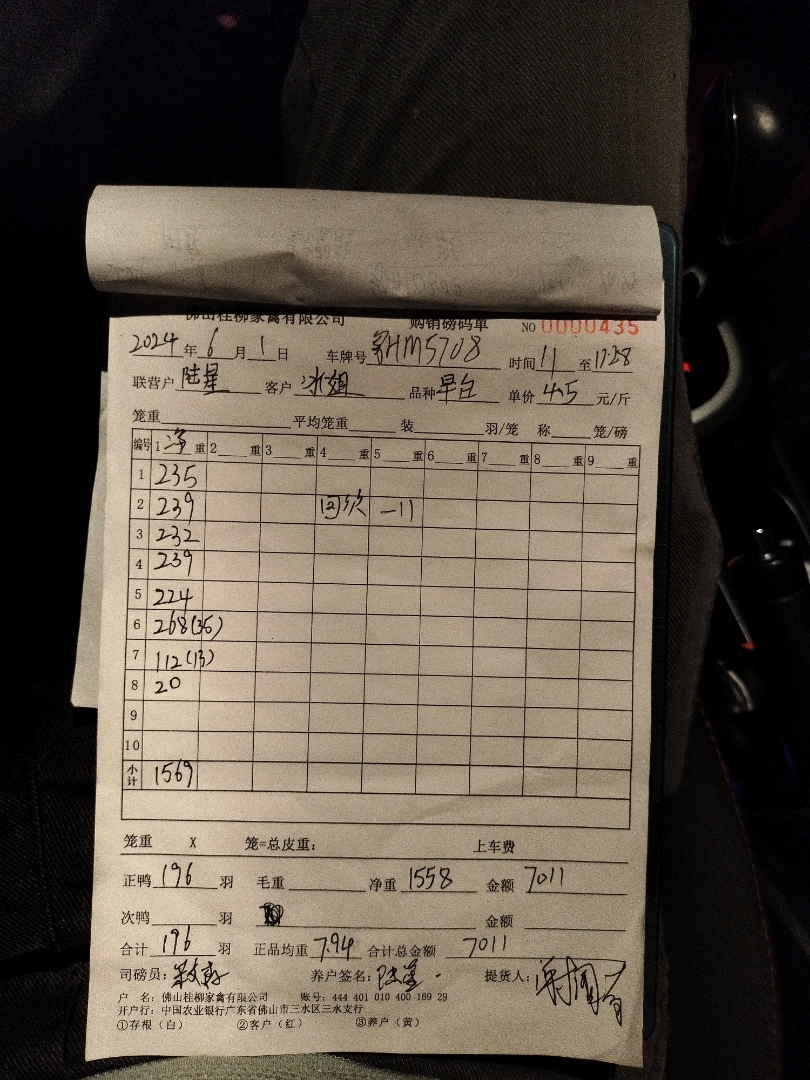 佛山桂柳家禽有限公司 购销磅码单 NO 0000435
2024年6月1日 车牌号 HM5708 时间 11 至 17:28
联营户 陆星 客户 冰姐 品种 早白 单价 4.5 元/斤
笼重 平均笼重 装 羽/笼 称 笼/磅
编号 1 净 重 2 重 3 重 4 重 5 重 6 重 7 重 8 重 9 重
1 235
2 239 回 -11
3 232
4 239
5 224
6 268(35)
7 112(13)
8 20
9
10
小计 1569
笼重 X 笼=总皮重： 上车费
正鸭 196 羽 毛重 净重 1558 金额 7011
次鸭 羽 金额
合计 196 羽 正品均重 7.94 合计总金额 7011
司磅员： 养户签名：陆星 提货人：
户 名：佛山桂柳家禽有限公司 账号：444 401 010 400 169 29
开户行：中国农业银行广东省佛山市三水区三水支行
①存根（白） ②客户（红） ③养户（黄）